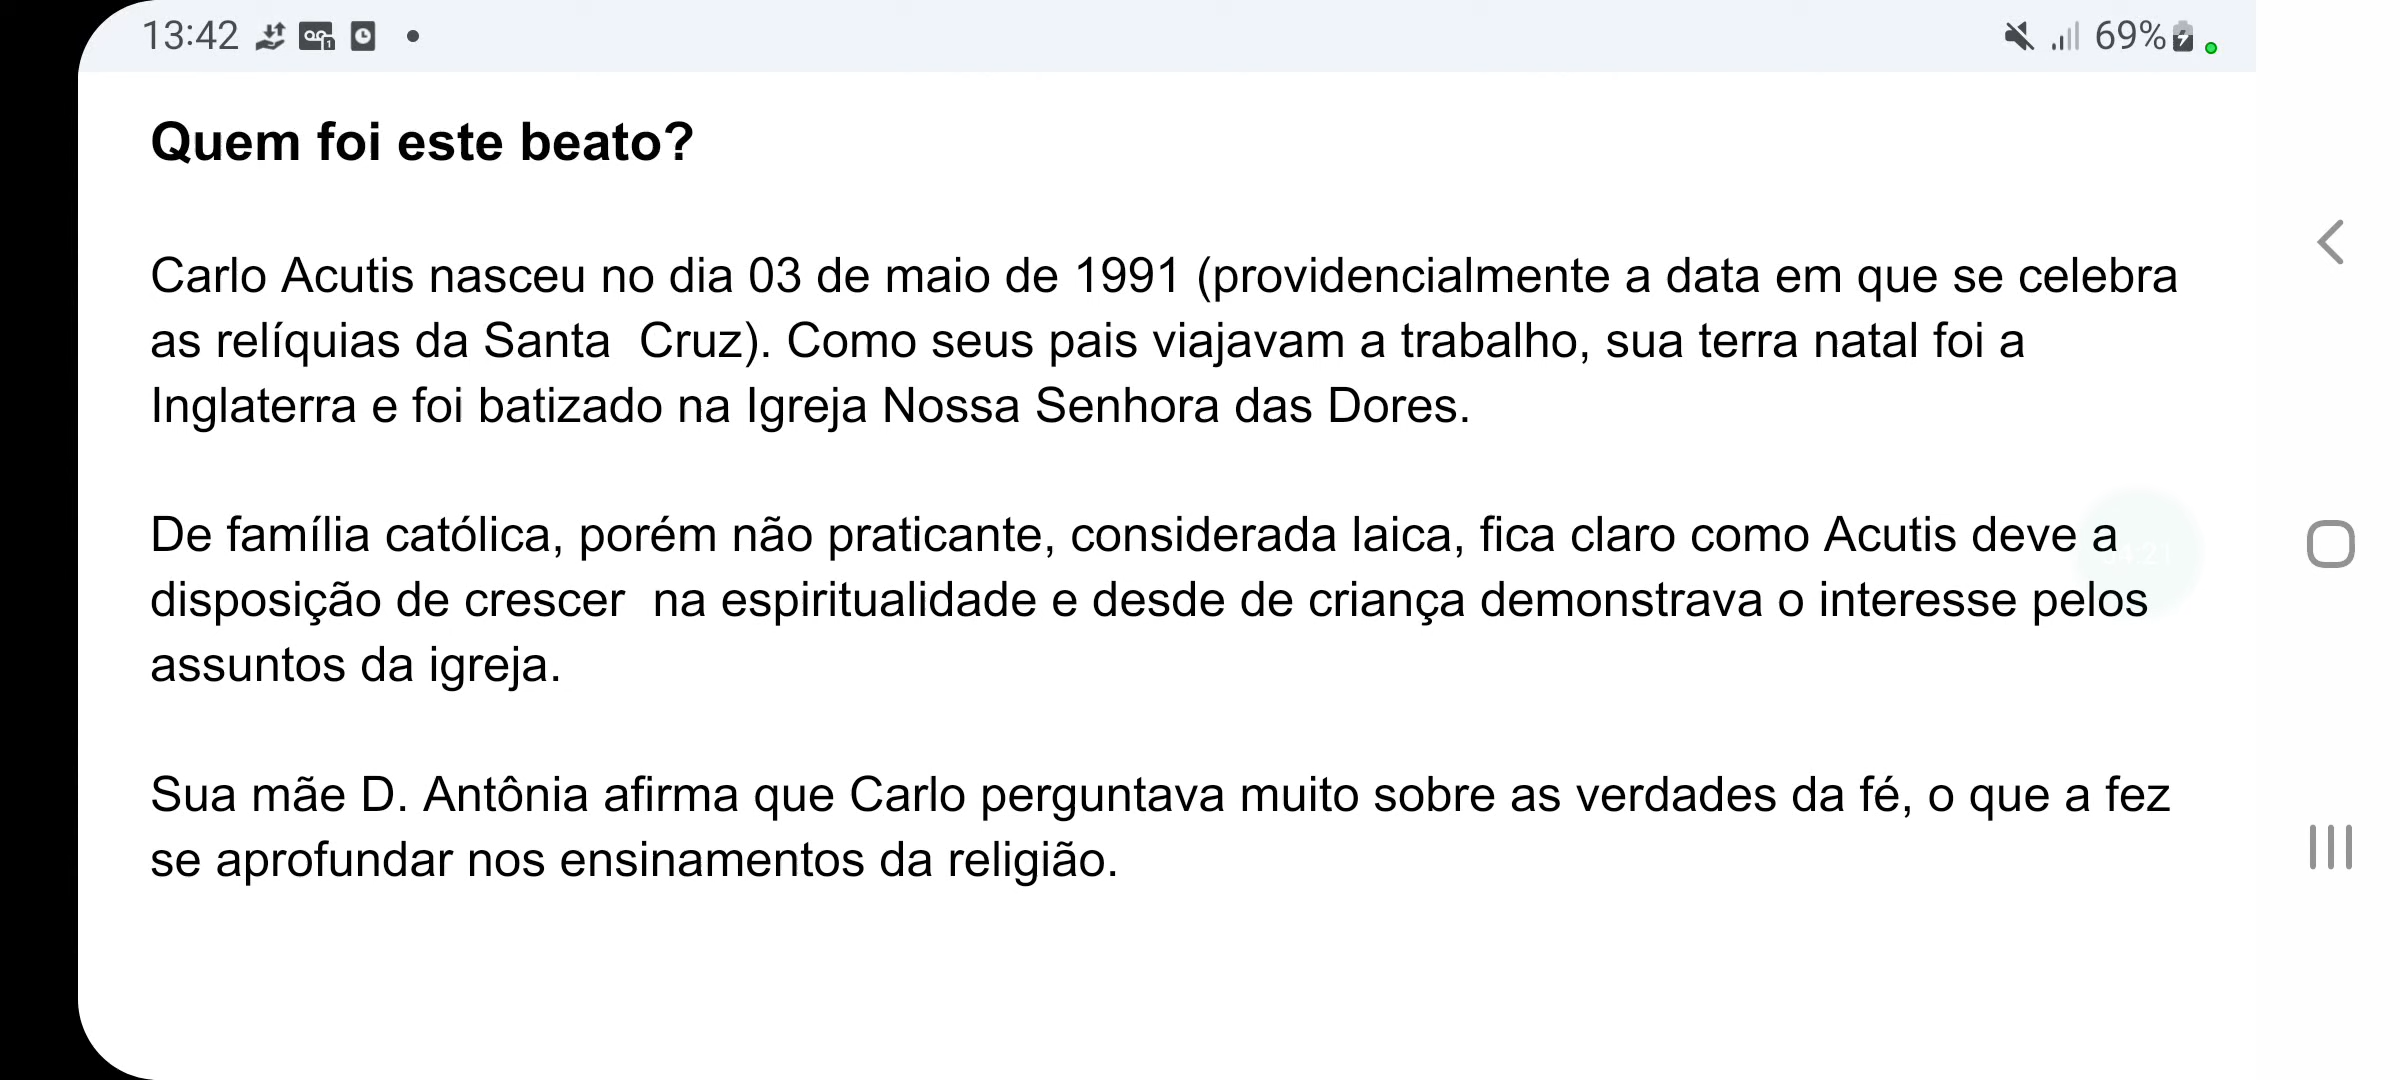 13:42
69%
Quem foi este beato?
Carlo Acutis nasceu no dia 03 de maio de 1991 (providencialmente a data em que se celebra
as relíquias da Santa  Cruz). Como seus pais viajavam a trabalho, sua terra natal foi a
Inglaterra e foi batizado na Igreja Nossa Senhora das Dores.
De família católica, porém não praticante, considerada laica, fica claro como Acutis deve a
disposição de crescer  na espiritualidade e desde de criança demonstrava o interesse pelos
assuntos da igreja.
Sua mãe D. Antônia afirma que Carlo perguntava muito sobre as verdades da fé, o que a fez
se aprofundar nos ensinamentos da religião.